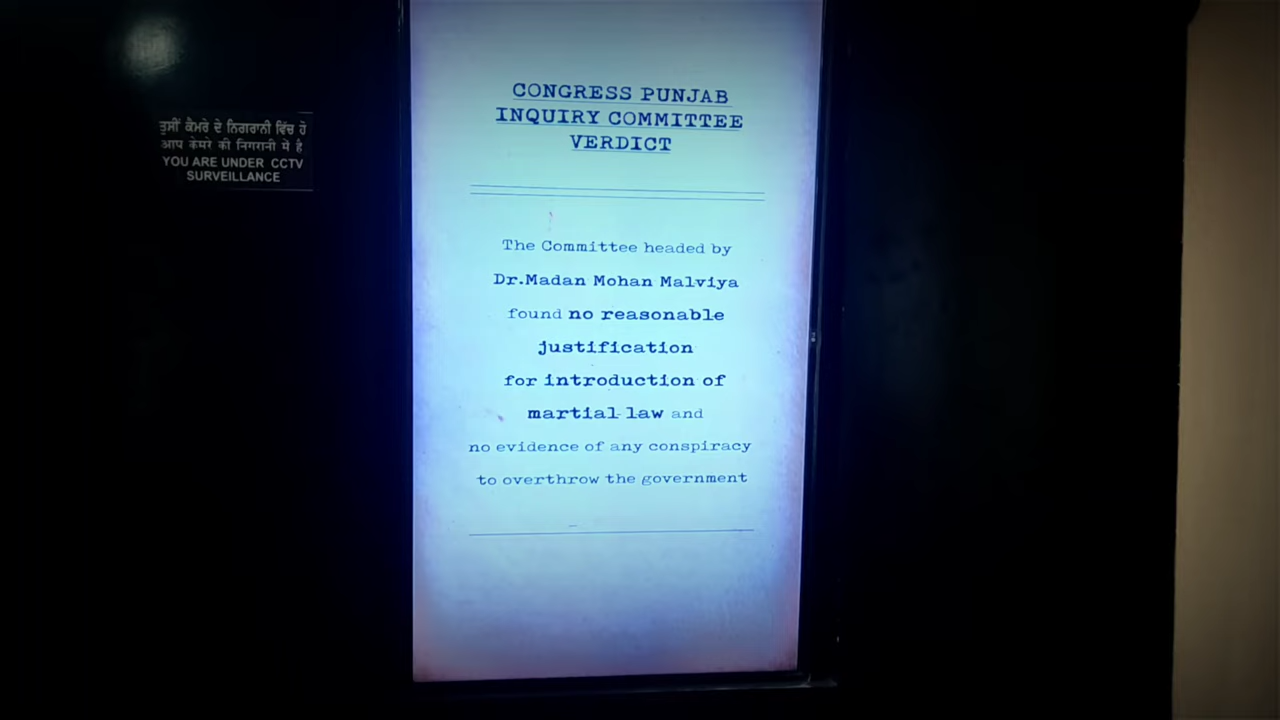 ਤੁਸੀਂ ਕੈਮਰੇ ਦੇ ਨਿਗਰਾਨੀ ਵਿੱਚ ਹੋ
आप केमरे की निगरानी में है
YOU ARE UNDER CCTV
SURVEILLANCE
CONGRESS PUNJAB
INQUIRY COMMITTEE
VERDICT
The Committee headed by
Dr.Madan Mohan Malviya
found no reasonable
justification
for introduction of
martial law and
no evidence of any conspiracy
to overthrow the government